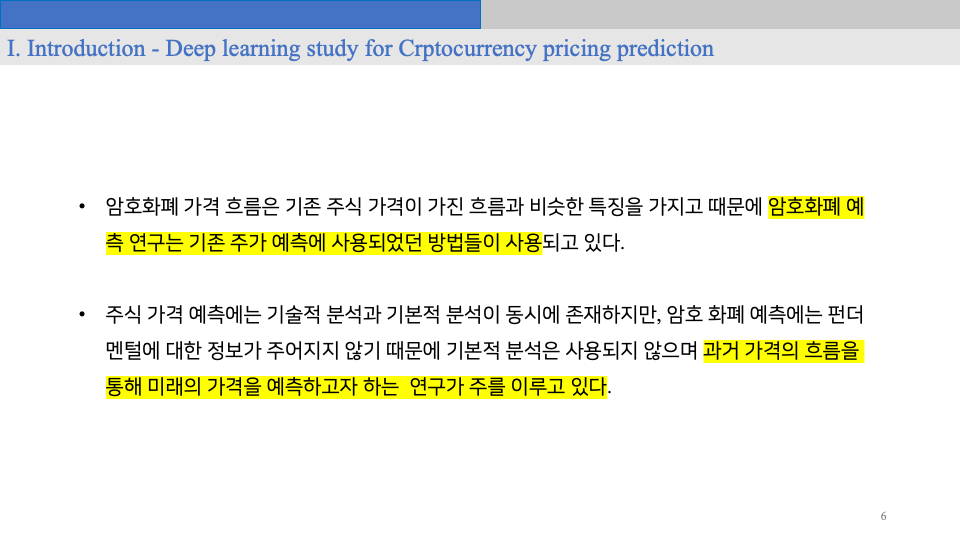 I. Introduction - Deep learning study for Crptocurrency pricing prediction
• 암호화폐 가격 흐름은 기존 주식 가격이 가진 흐름과 비슷한 특징을 가지고 때문에 암호화폐 예
측 연구는 기존 주가 예측에 사용되었던 방법들이 사용되고 있다.
• 주식 가격 예측에는 기술적 분석과 기본적 분석이 동시에 존재하지만, 암호 화폐 예측에는 펀더
멘털에 대한 정보가 주어지지 않기 때문에 기본적 분석은 사용되지 않으며 과거 가격의 흐름을
통해 미래의 가격을 예측하고자 하는  연구가 주를 이루고 있다.
6